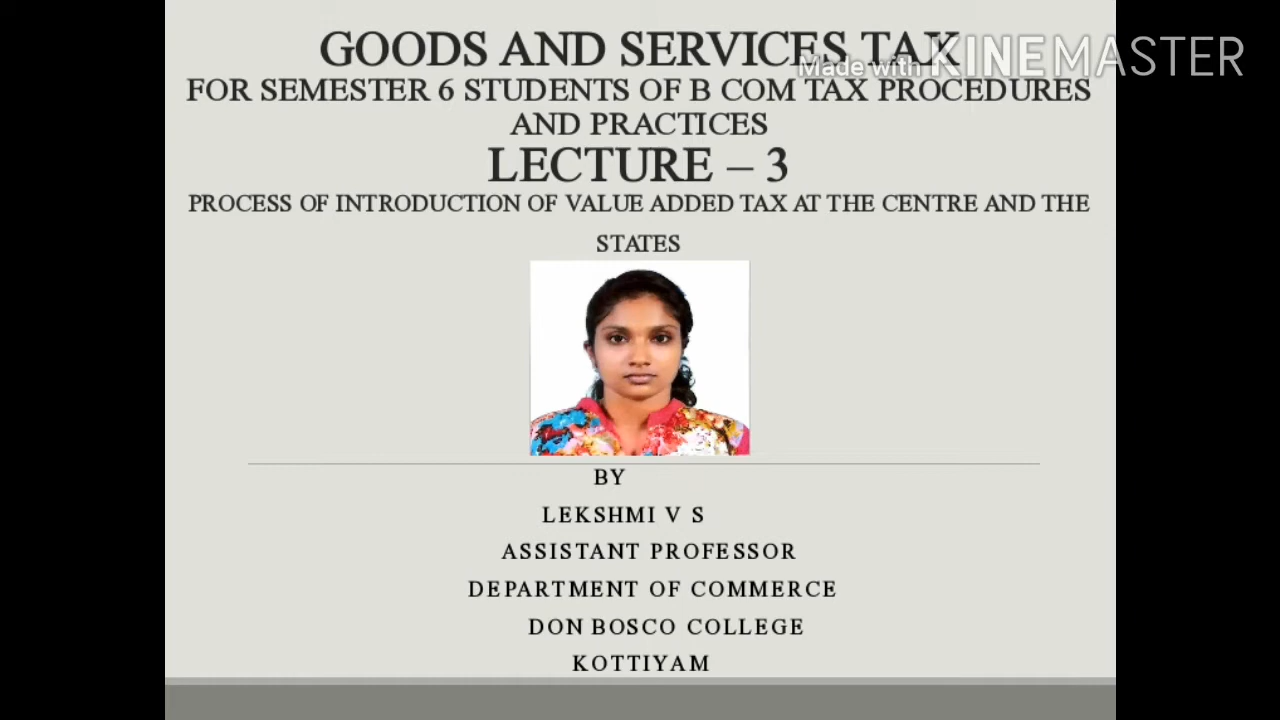 GOODS AND SERVICES TAX
Made with KINEMASTER
FOR SEMESTER 6 STUDENTS OF B COM TAX PROCEDURES
AND PRACTICES
LECTURE – 3
PROCESS OF INTRODUCTION OF VALUE ADDED TAX AT THE CENTRE AND THE
STATES
BY
LEKSHMI V S
ASSISTANT PROFESSOR
DEPARTMENT OF COMMERCE
DON BOSCO COLLEGE
KOTTIYAM